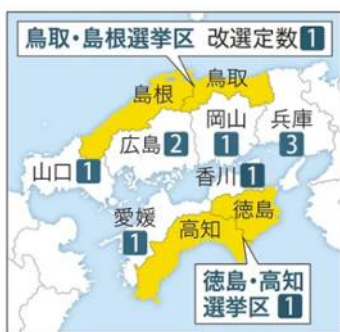 鳥取・島根選挙区 改選定数 1
鳥取
島根
岡山 1
兵庫 3
広島 2
山口 1
香川 1
愛媛 1
徳島
高知
徳島・高知
選挙区 1